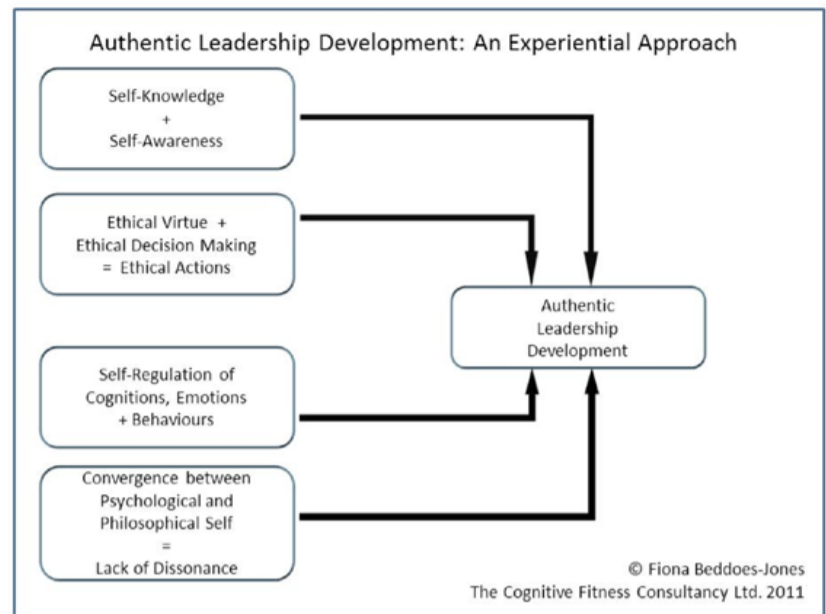 Authentic Leadership Development: An Experiential Approach
Self-Knowledge
+
Self-Awareness
Ethical Virtue +
Ethical Decision Making
= Ethical Actions
Authentic
Leadership
Development
Self-Regulation of
Cognitions, Emotions
+ Behaviours
Convergence between
Psychological and
Philosophical Self
=
Lack of Dissonance
© Fiona Beddoes-Jones
The Cognitive Fitness Consultancy Ltd. 2011